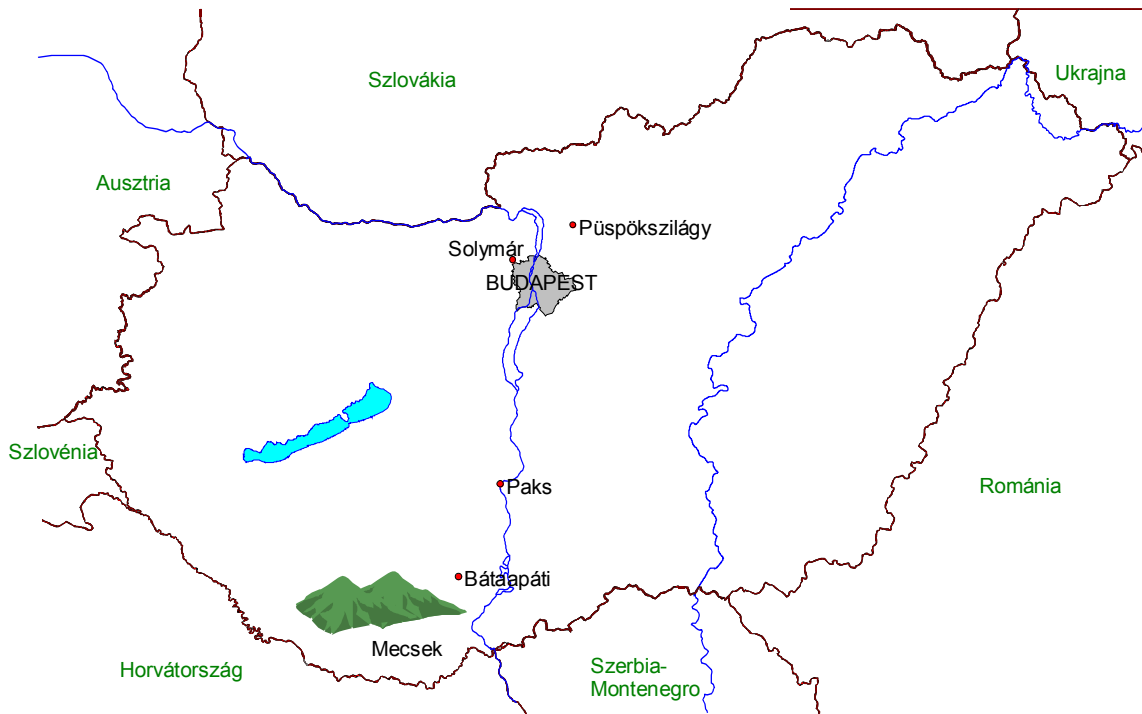 Szlovákia
Ukrajna
Ausztria
Püspökszilágy
Solymár
BUDAPEST
Szlovénia
Paks
Románia
Bátaapáti
Mecsek
Horvátország
Szerbia-
Montenegro